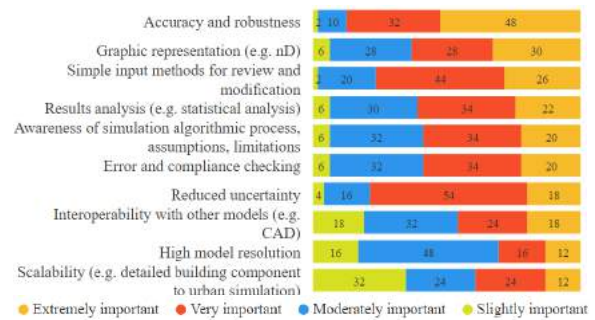 Accuracy and robustness 2 10 32 48
Graphic representation (e.g. nD) 6 28 28 30
Simple input methods for review and
modification 2 20 44 26
Results analysis (e.g. statistical analysis) 6 30 34 22
Awareness of simulation algorithmic process,
assumptions, limitations 6 32 34 20
Error and compliance checking 6 32 34 20
Reduced uncertainty 4 16 54 18
Interoperability with other models (e.g.
CAD) 18 32 24 18
High model resolution 16 48 16 12
Scalability (e.g. detailed building component
to urban simulation) 32 24 24 12
Extremely important Very important Moderately important Slightly important